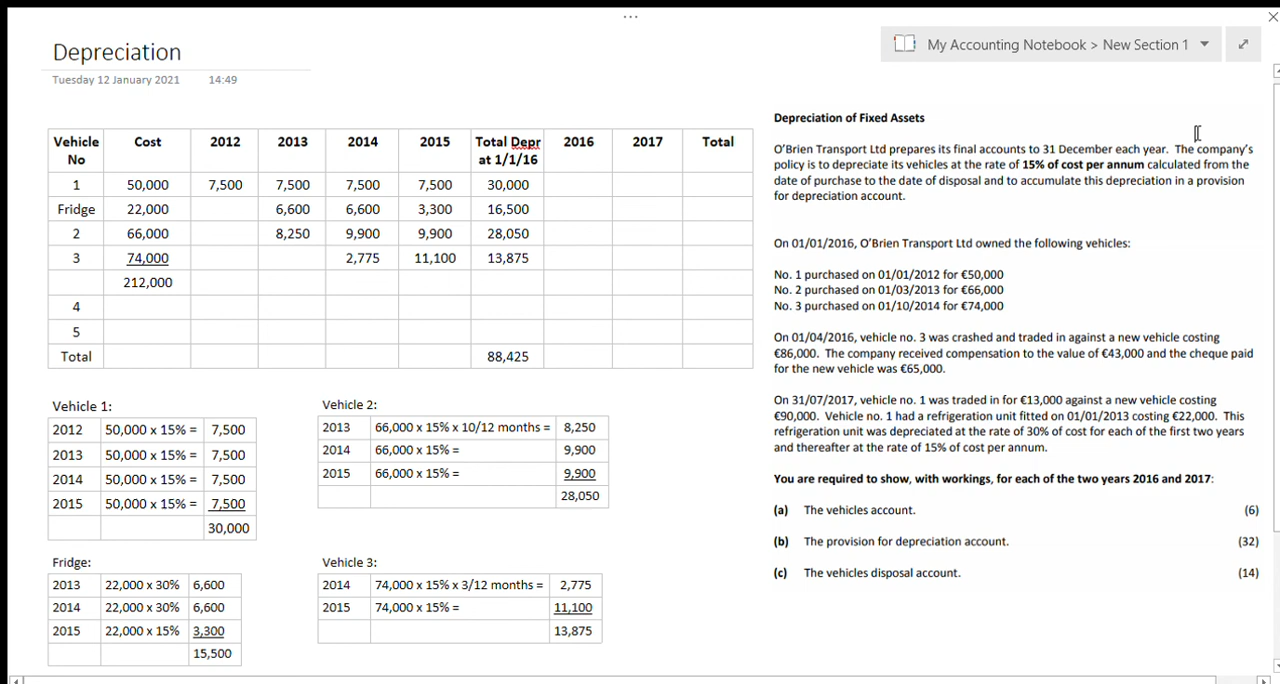 ...
My Accounting Notebook > New Section 1
Depreciation
Tuesday 12 January 2021 14:49
Vehicle No Cost 2012 2013 2014 2015 Total Depr at 1/1/16 2016 2017 Total
1 50,000 7,500 7,500 7,500 7,500 30,000
Fridge 22,000 6,600 6,600 3,300 16,500
2 66,000 8,250 9,900 9,900 28,050
3 74,000 2,775 11,100 13,875
212,000
4
5
Total 88,425
Vehicle 1:
2012 50,000 x 15% = 7,500
2013 50,000 x 15% = 7,500
2014 50,000 x 15% = 7,500
2015 50,000 x 15% = 7,500
30,000
Vehicle 2:
2013 66,000 x 15% x 10/12 months = 8,250
2014 66,000 x 15% = 9,900
2015 66,000 x 15% = 9,900
28,050
Fridge:
2013 22,000 x 30% 6,600
2014 22,000 x 30% 6,600
2015 22,000 x 15% 3,300
15,500
Vehicle 3:
2014 74,000 x 15% x 3/12 months = 2,775
2015 74,000 x 15% = 11,100
13,875
Depreciation of Fixed Assets
O'Brien Transport Ltd prepares its final accounts to 31 December each year. The company's
policy is to depreciate its vehicles at the rate of 15% of cost per annum calculated from the
date of purchase to the date of disposal and to accumulate this depreciation in a provision
for depreciation account.
On 01/01/2016, O'Brien Transport Ltd owned the following vehicles:
No. 1 purchased on 01/01/2012 for €50,000
No. 2 purchased on 01/03/2013 for €66,000
No. 3 purchased on 01/10/2014 for €74,000
On 01/04/2016, vehicle no. 3 was crashed and traded in against a new vehicle costing
€86,000. The company received compensation to the value of €43,000 and the cheque paid
for the new vehicle was €65,000.
On 31/07/2017, vehicle no. 1 was traded in for €13,000 against a new vehicle costing
€90,000. Vehicle no. 1 had a refrigeration unit fitted on 01/01/2013 costing €22,000. This
refrigeration unit was depreciated at the rate of 30% of cost for each of the first two years
and thereafter at the rate of 15% of cost per annum.
You are required to show, with workings, for each of the two years 2016 and 2017:
(a) The vehicles account. (6)
(b) The provision for depreciation account. (32)
(c) The vehicles disposal account. (14)